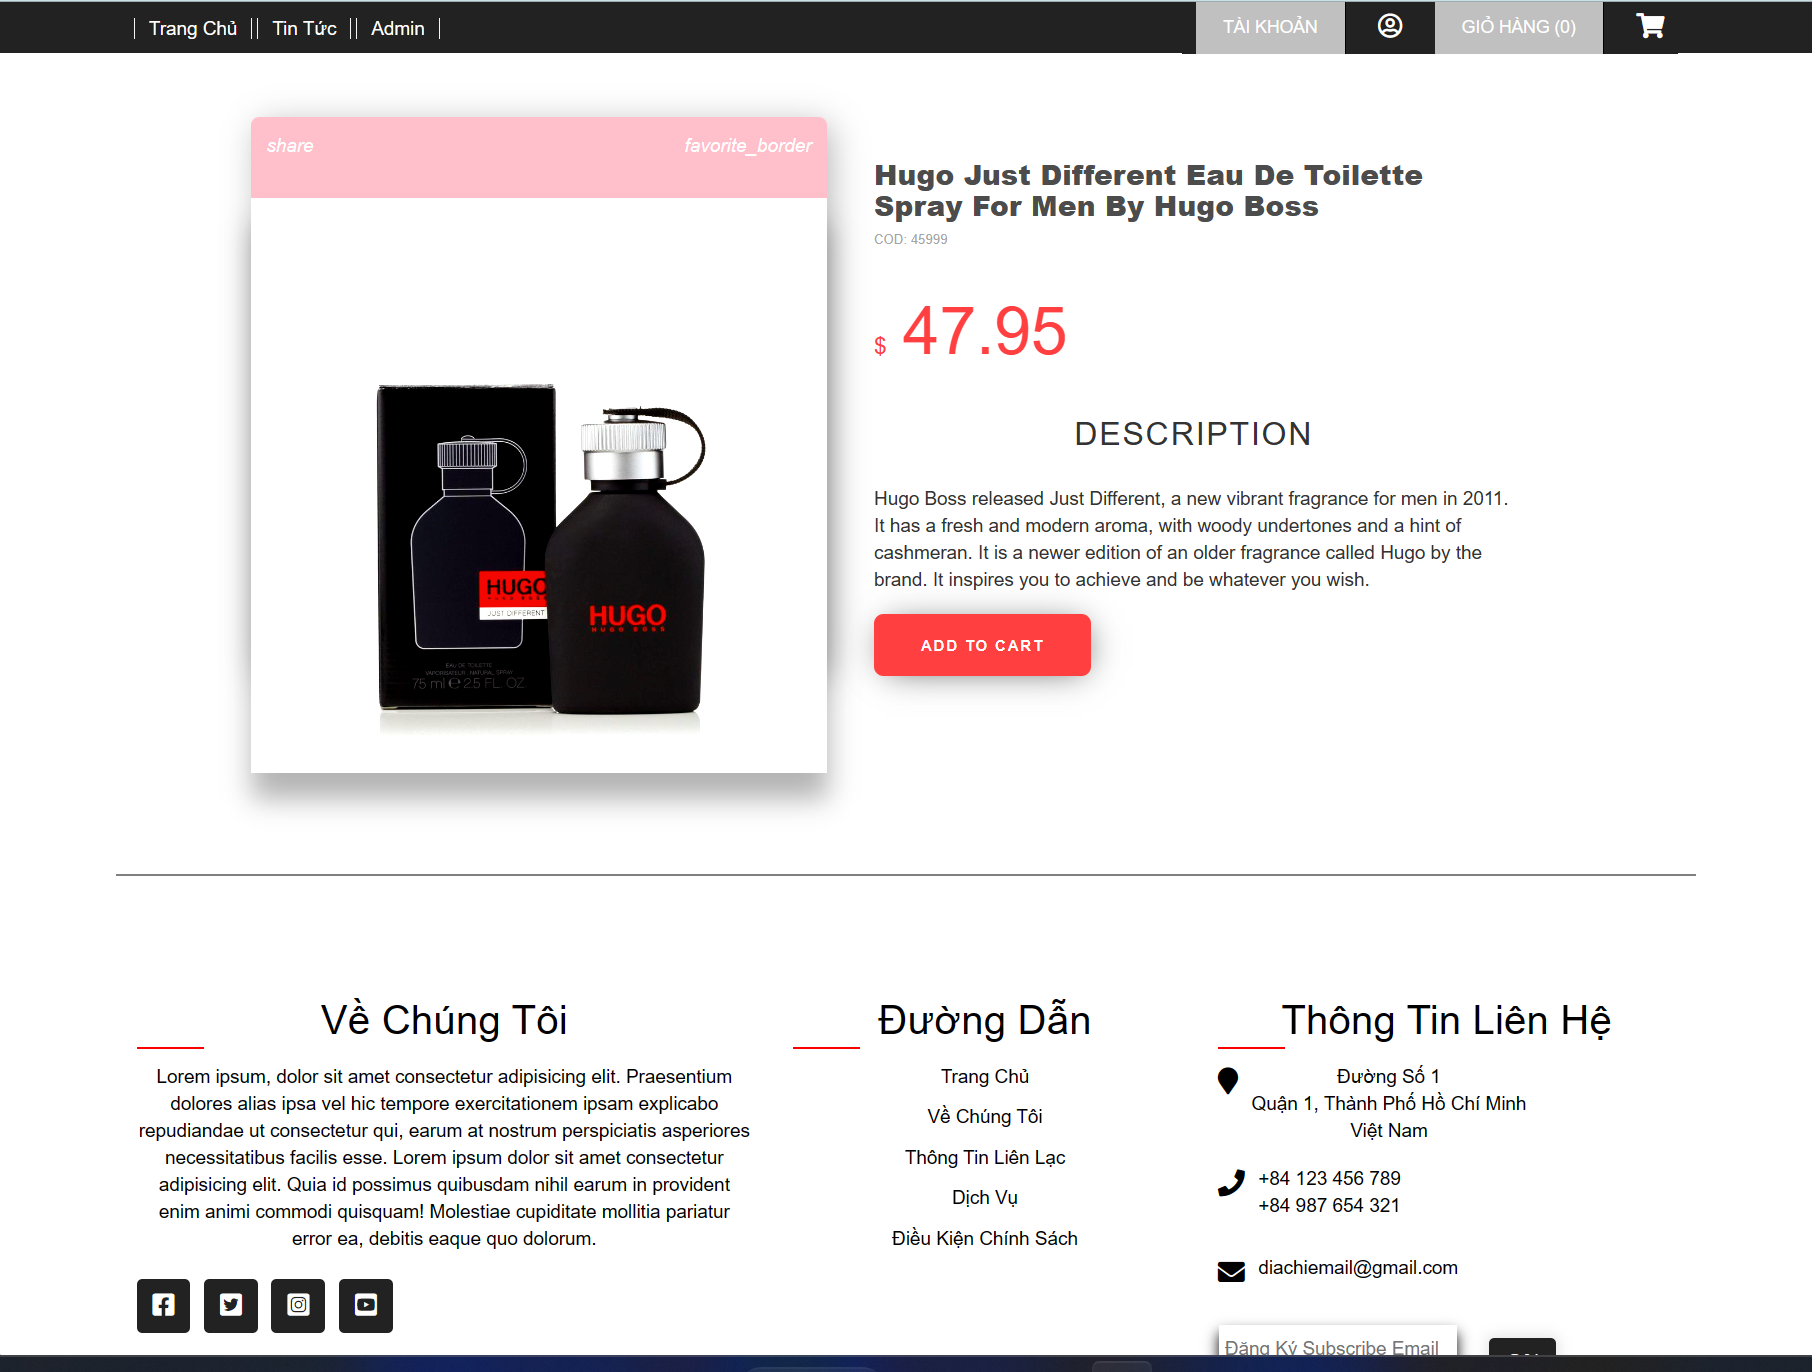 Trang Chủ
Tin Tức
Admin
TÀI KHOẢN
GIỎ HÀNG (0)
share
favorite_border
HUGO
HUGO BOSS
JUST DIFFERENT
EAU DE TOILETTE
VAPORISATEUR NATURAL SPRAY
75 ml ℮ 2.5 FL. OZ
HUGO
HUGO BOSS
Hugo Just Different Eau De Toilette
Spray For Men By Hugo Boss
COD: 45999
$ 47.95
DESCRIPTION
Hugo Boss released Just Different, a new vibrant fragrance for men in 2011.
It has a fresh and modern aroma, with woody undertones and a hint of
cashmeran. It is a newer edition of an older fragrance called Hugo by the
brand. It inspires you to achieve and be whatever you wish.
ADD TO CART
Về Chúng Tôi
Lorem ipsum, dolor sit amet consectetur adipisicing elit. Praesentium
dolores alias ipsa vel hic tempore exercitationem ipsam explicabo
repudiandae ut consectetur qui, earum at nostrum perspiciatis asperiores
necessitatibus facilis esse. Lorem ipsum dolor sit amet consectetur
adipisicing elit. Quia id possimus quibusdam nihil earum in provident
enim animi commodi quisquam! Molestiae cupiditate mollitia pariatur
error ea, debitis eaque quo dolorum.
Đường Dẫn
Trang Chủ
Về Chúng Tôi
Thông Tin Liên Lạc
Dịch Vụ
Điều Kiện Chính Sách
Thông Tin Liên Hệ
Đường Số 1
Quận 1, Thành Phố Hồ Chí Minh
Việt Nam
+84 123 456 789
+84 987 654 321
diachiemail@gmail.com
Đăng Ký Subscribe Email